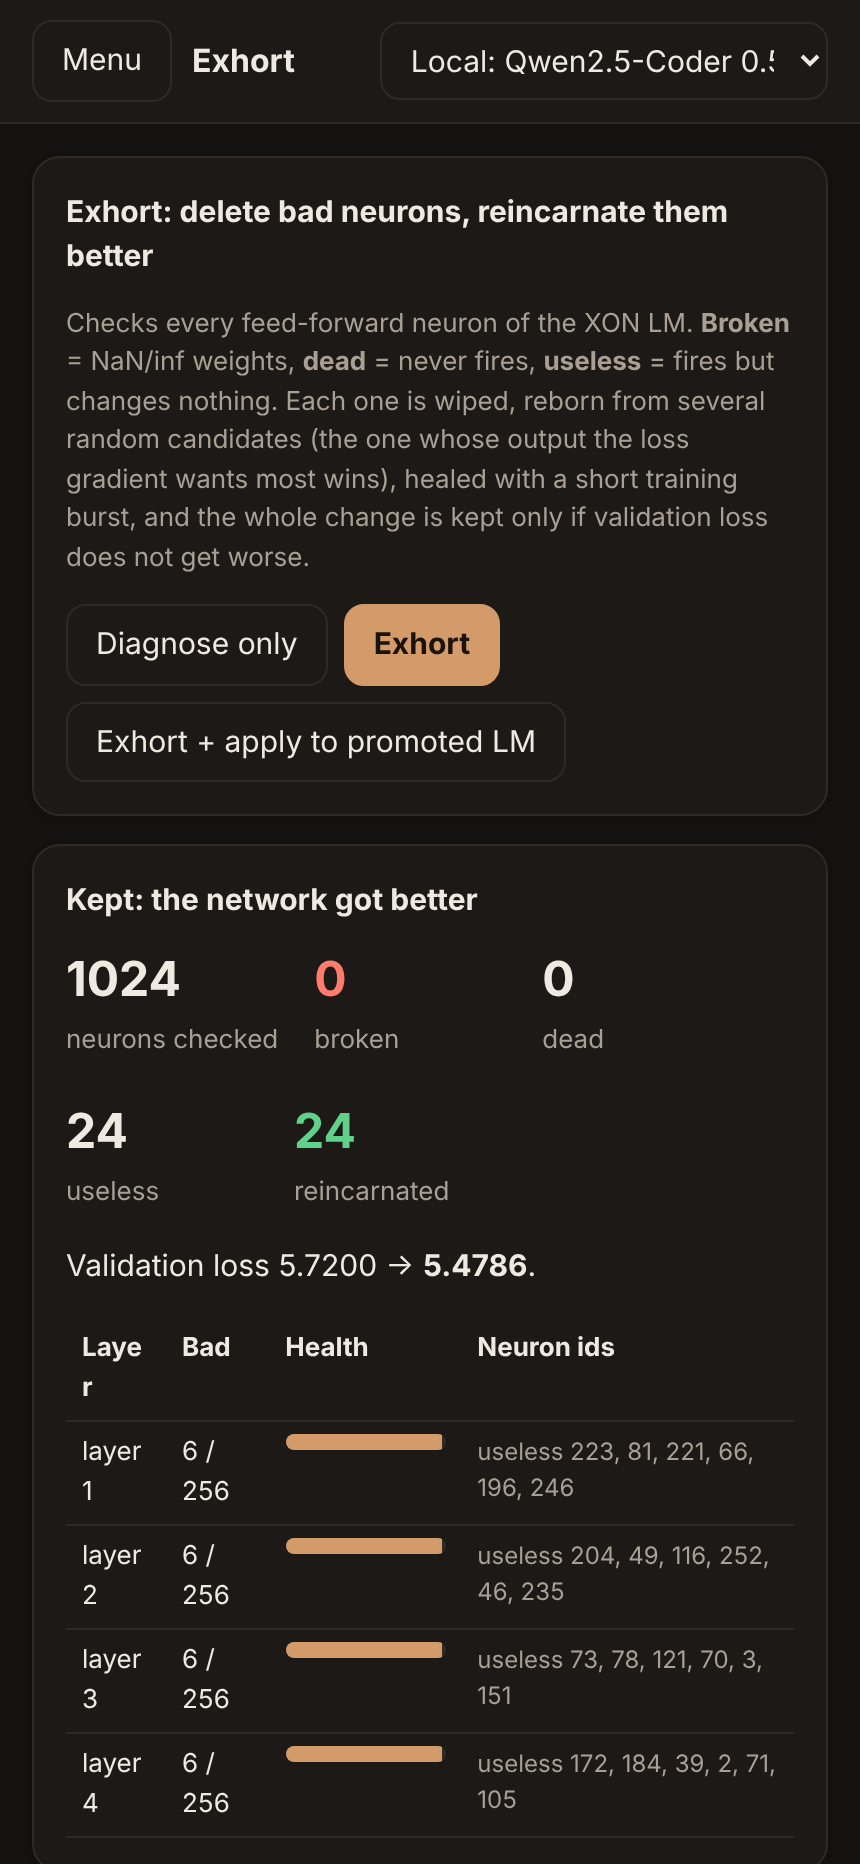 Menu
Exhort
Local: Qwen2.5-Coder 0.5
Exhort: delete bad neurons, reincarnate them
better
Checks every feed-forward neuron of the XON LM. Broken
= NaN/inf weights, dead = never fires, useless = fires but
changes nothing. Each one is wiped, reborn from several
random candidates (the one whose output the loss
gradient wants most wins), healed with a short training
burst, and the whole change is kept only if validation loss
does not get worse.
Diagnose only
Exhort
Exhort + apply to promoted LM
Kept: the network got better
1024
neurons checked
0
broken
0
dead
24
useless
24
reincarnated
Validation loss 5.7200 → 5.4786.
Laye
r
Bad
Health
Neuron ids
layer
1
6 /
256
useless 223, 81, 221, 66,
196, 246
layer
2
6 /
256
useless 204, 49, 116, 252,
46, 235
layer
3
6 /
256
useless 73, 78, 121, 70, 3,
151
layer
4
6 /
256
useless 172, 184, 39, 2, 71,
105